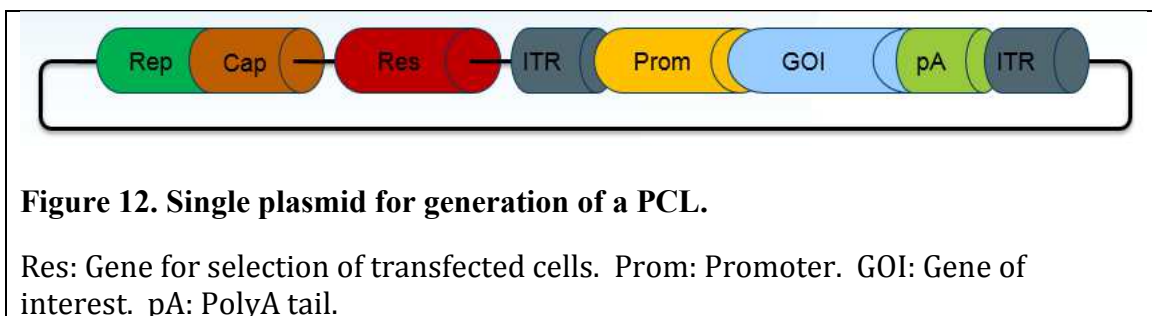 Rep Cap Res ITR Prom GOI pA ITR
Figure 12. Single plasmid for generation of a PCL.
Res: Gene for selection of transfected cells.  Prom: Promoter.  GOI: Gene of
interest.  pA: PolyA tail.